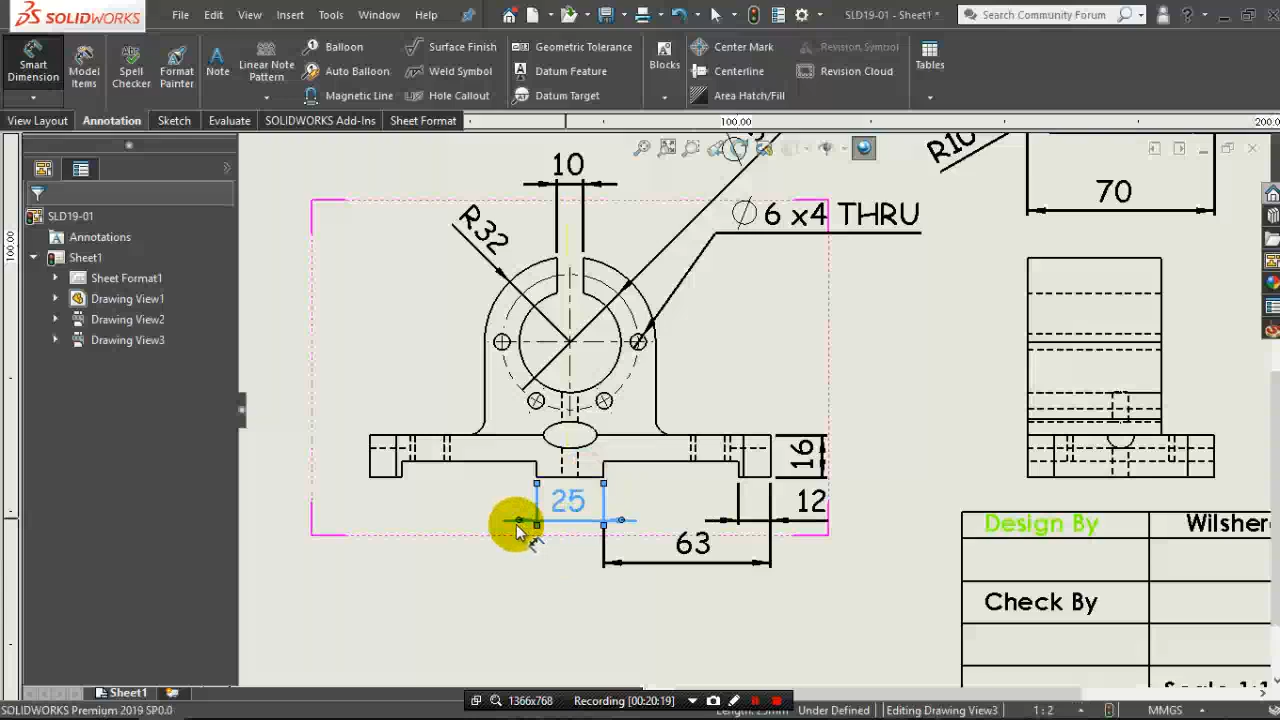 SOLIDWORKS
File Edit View Insert Tools Window Help
SLD19-01 - Sheet1 *
Search Community Forum
?
Smart Dimension
Model Items
Spell Checker
Format Painter
Note
Linear Note Pattern
Balloon
Auto Balloon
Magnetic Line
Surface Finish
Weld Symbol
Hole Callout
Geometric Tolerance
Datum Feature
Datum Target
Blocks
Center Mark
Centerline
Area Hatch/Fill
Revision Symbol
Revision Cloud
Tables
View Layout Annotation Sketch Evaluate SOLIDWORKS Add-Ins Sheet Format
100.00
200.0
100.00
SLD19-01
Annotations
Sheet1
Sheet Format1
Drawing View1
Drawing View2
Drawing View3
10
R32
∅ 6 x4 THRU
R10
70
16
25
12
63
Design By Wilsher
Check By
Sheet1
1366x768 Recording [00:20:19]
SOLIDWORKS Premium 2019 SP0.0
Length: 25mm Under Defined Editing Drawing View3 1 : 2 MMGS